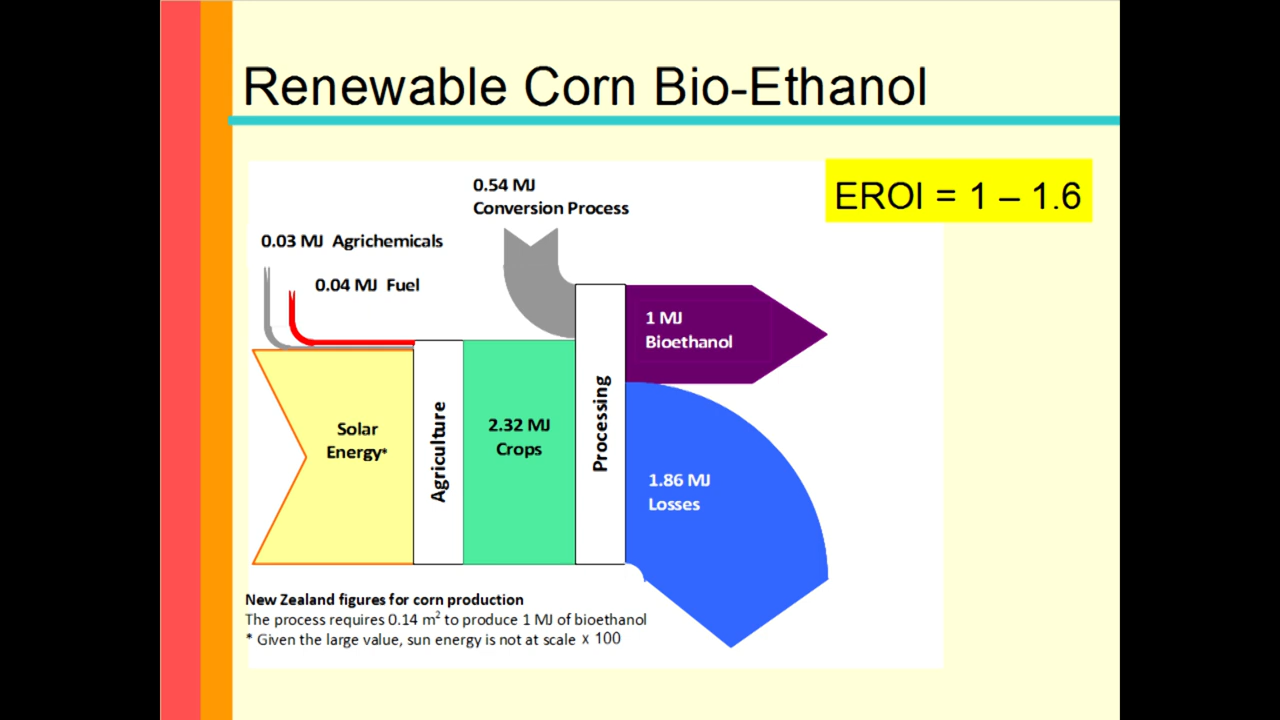 Renewable Corn Bio-Ethanol
EROI = 1 – 1.6
0.54 MJ
Conversion Process
0.03 MJ Agrichemicals
0.04 MJ Fuel
1 MJ
Bioethanol
Solar
Energy*
Agriculture
2.32 MJ
Crops
Processing
1.86 MJ
Losses
New Zealand figures for corn production
The process requires 0.14 m² to produce 1 MJ of bioethanol
* Given the large value, sun energy is not at scale x 100